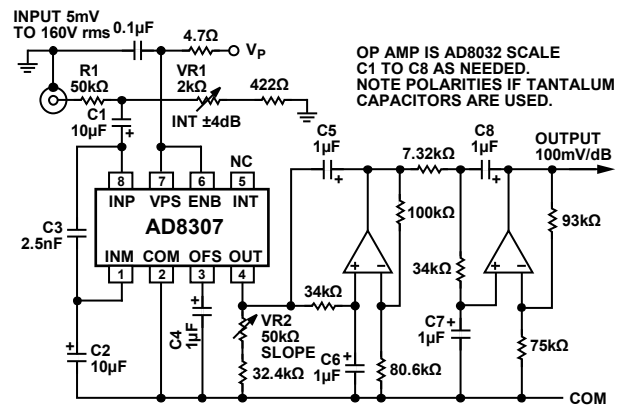 INPUT 5mV
TO 160V rms
0.1µF
4.7Ω
VP
OP AMP IS AD8032 SCALE
C1 TO C8 AS NEEDED.
NOTE POLARITIES IF TANTALUM
CAPACITORS ARE USED.
R1
50kΩ
VR1
2kΩ
422Ω
INT ±4dB
C1
10µF
+
NC
8
7
6
5
INP
VPS
ENB
INT
AD8307
INM
COM
OFS
OUT
1
2
3
4
C3
2.5nF
C5
1µF
+
7.32kΩ
C8
1µF
+
OUTPUT
100mV/dB
100kΩ
93kΩ
34kΩ
+
–
34kΩ
+
–
+
C2
10µF
+
C4
1µF
VR2
50kΩ
SLOPE
32.4kΩ
C6
1µF
+
80.6kΩ
C7
1µF
+
75kΩ
COM